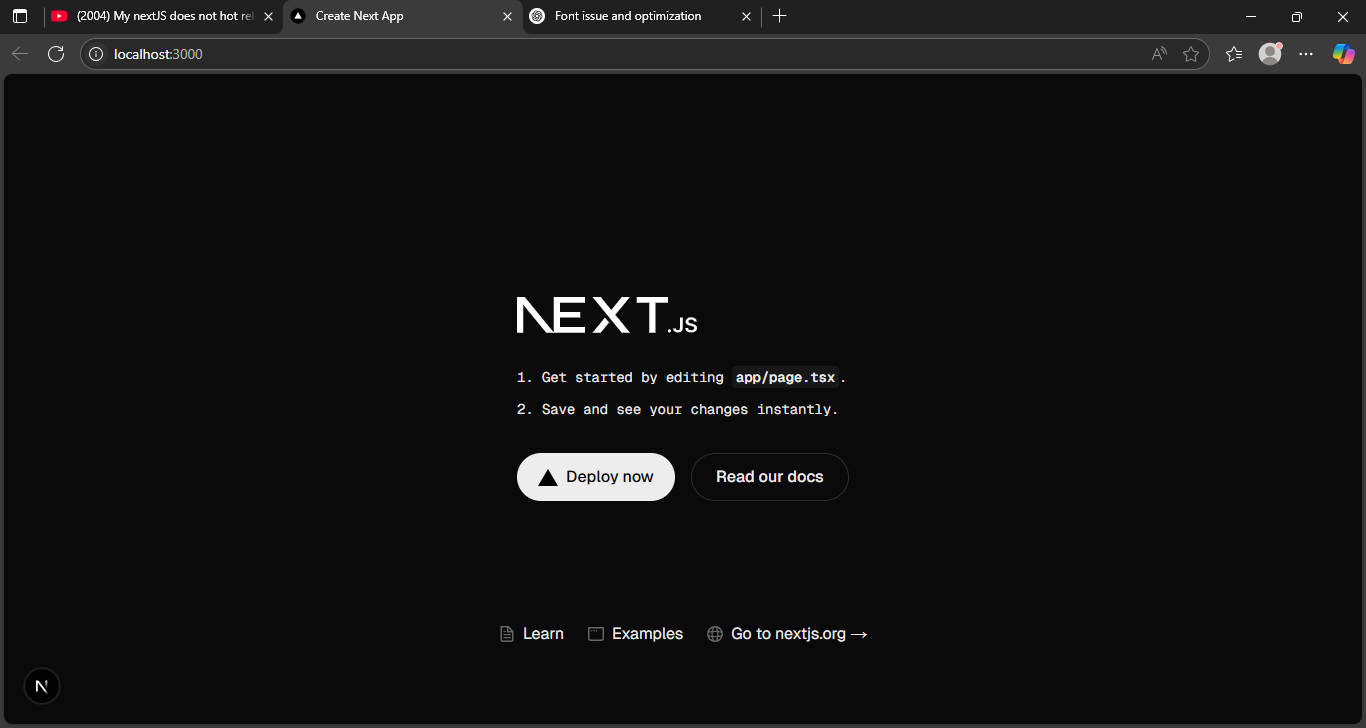 (2004) My nextJS does not hot rel
Create Next App
Font issue and optimization
localhost:3000
NEXT.JS
1. Get started by editing app/page.tsx.
2. Save and see your changes instantly.
Deploy now
Read our docs
Learn
Examples
Go to nextjs.org →
N